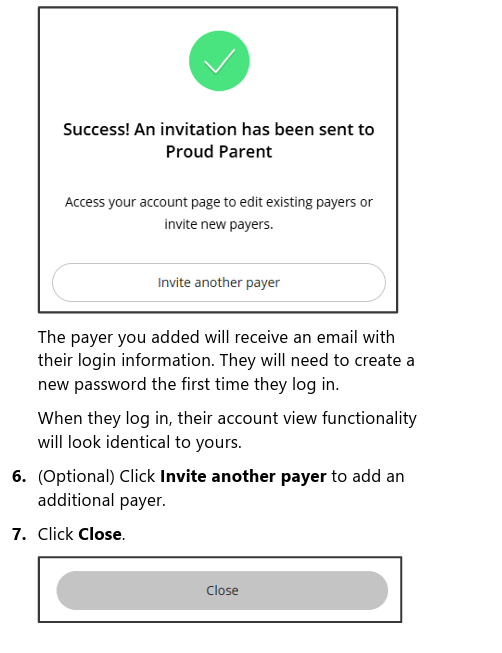 Success! An invitation has been sent to
Proud Parent
Access your account page to edit existing payers or
invite new payers.
Invite another payer
The payer you added will receive an email with
their login information. They will need to create a
new password the first time they log in.
When they log in, their account view functionality
will look identical to yours.
6. (Optional) Click Invite another payer to add an
additional payer.
7. Click Close.
Close